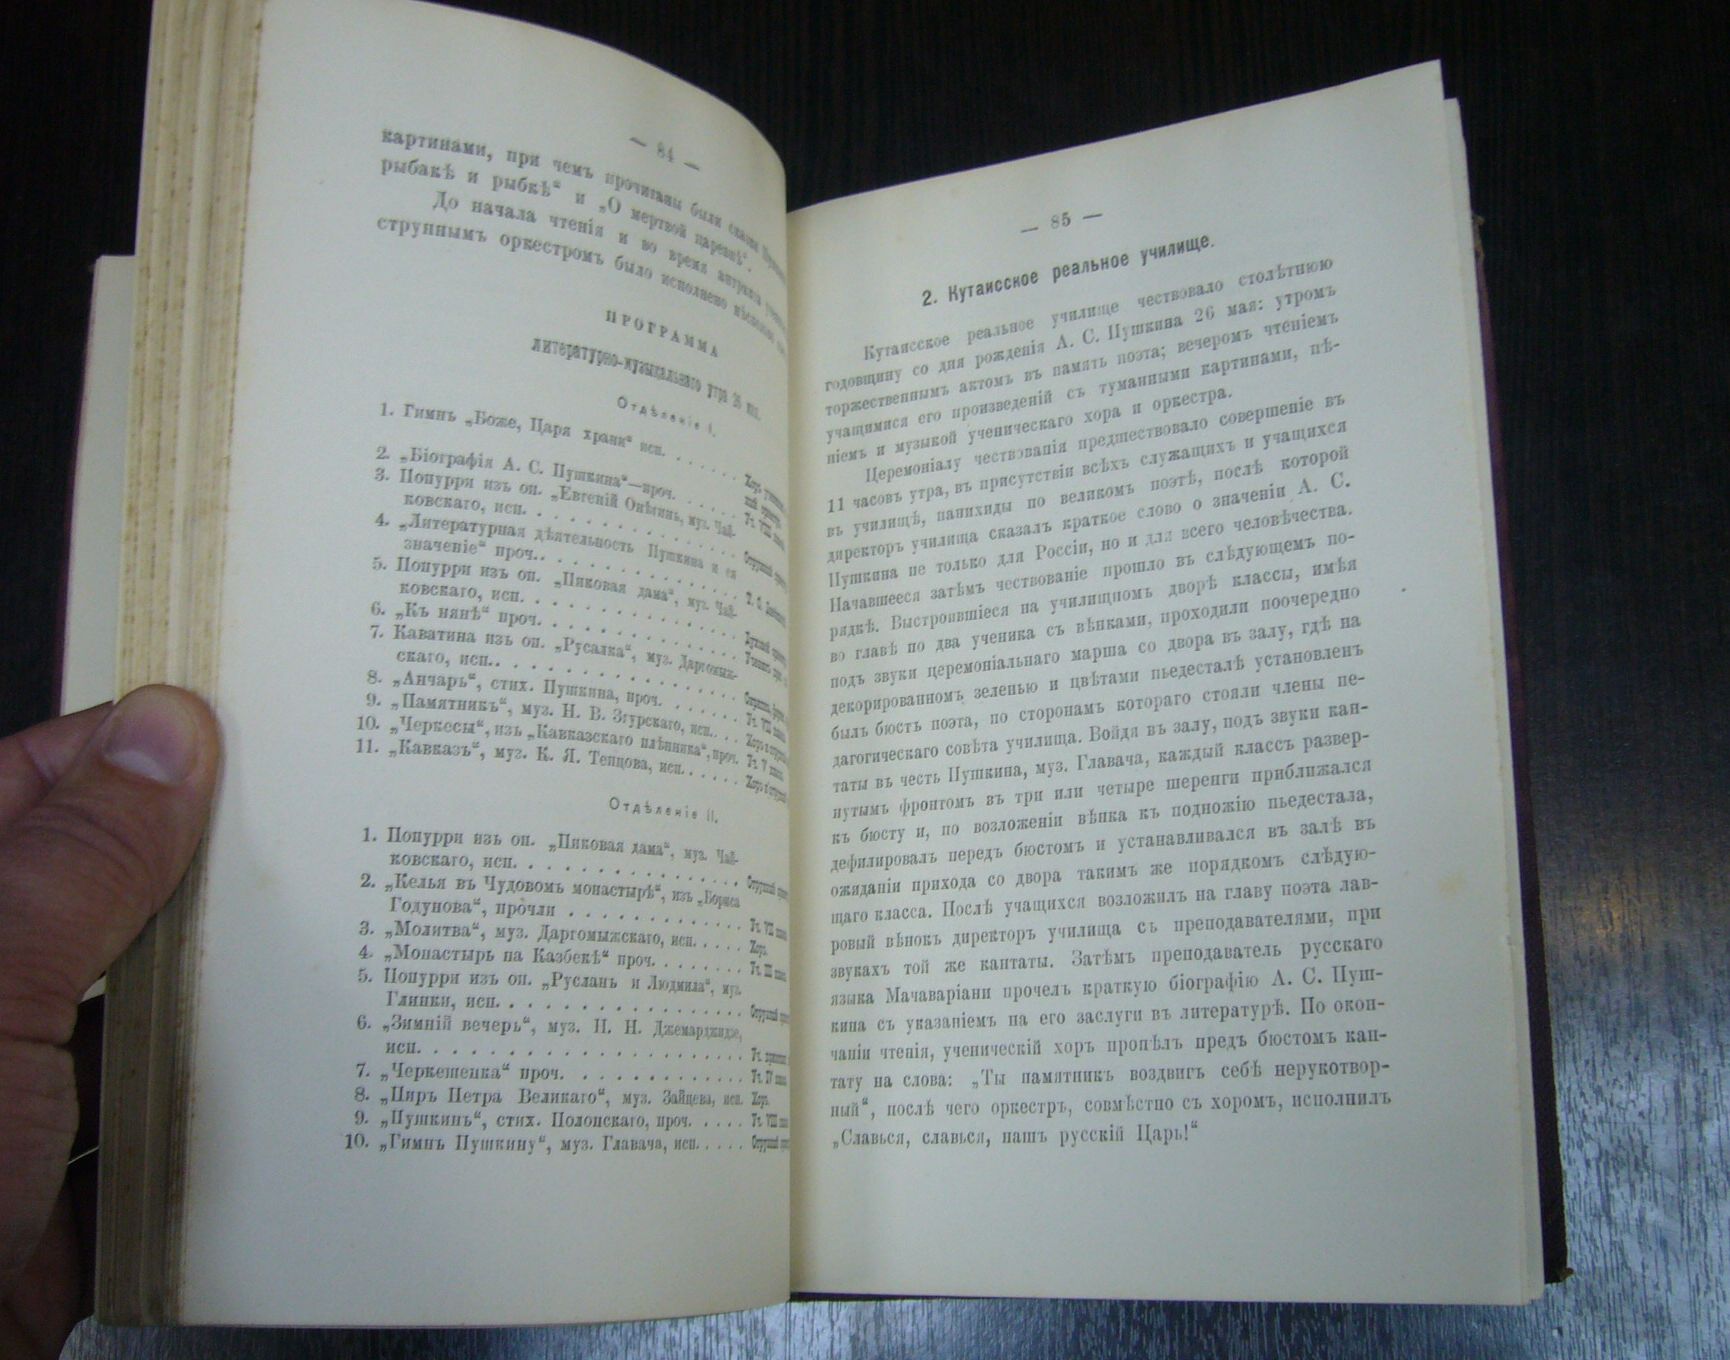 — 84 —
картинами, при чемъ прочитаны были сказки
рыбакѣ и рыбкѣ“ и „О мертвой царевнѣ“.
До начала чтенія и во время антракта
струннымъ оркестромъ было исполнено нѣсколько
ПРОГРАММА
литературно-музыкальнаго утра 26 мая.
Отдѣленіе I.
1. Гимнъ „Боже, Царя храни“ исп. . . . . . .
2. „Біографія А. С. Пушкина“—проч. . . . . .
3. Попурри изъ оп. „Евгеній Онѣгинъ, муз. Чай-
ковскаго, исп. . . . . . . . . . . . . .
4. „Литературная дѣятельность Пушкина и ея
значеніе“ проч. . . . . . . . . . . . .
5. Попурри изъ оп. „Пиковая дама“, муз. Чай-
ковскаго, исп. . . . . . . . . . . . . .
6. „Къ нянѣ“ проч. . . . . . . . . . . . .
7. Каватина изъ оп. „Русалка“, муз. Даргомыж-
скаго, исп. . . . . . . . . . . . . . .
8. „Анчаръ“, стих. Пушкина, проч. . . . . . .
9. „Памятникъ“, муз. Н. В. Згурскаго, исп. . .
10. „Черкесы“, изъ „Кавказскаго плѣнника“, проч.
11. „Кавказъ“, муз. К. Я. Тепцова, исп. . . . . .
Отдѣленіе II.
1. Попурри изъ оп. „Пиковая дама“, муз. Чай-
ковскаго, исп. . . . . . . . . . . . . .
2. „Келья въ Чудовомъ монастырѣ“, изъ „Бориса
Годунова“, прочли . . . . . . . . . . . Уч. VII
3. „Молитва“, муз. Даргомыжскаго, исп. . . . . Хоръ.
4. „Монастырь на Казбекѣ“ проч. . . . . . . . Уч. III
5. Попурри изъ оп. „Русланъ и Людмила“, муз.
Глинки, исп. . . . . . . . . . . . . . .
6. „Зимній вечеръ“, муз. П. Н. Джемарджидзе,
исп. . . . . . . . . . . . . . . . . . . Уч.
7. „Черкешенка“ проч. . . . . . . . . . . . Уч. IV
8. „Пиръ Петра Великаго“, муз. Зайцева, исп. Хоръ.
9. „Пушкинъ“, стих. Полонскаго, проч. . . . . Уч. VIII
10. „Гимнъ Пушкину“, муз. Главача, исп. . . . .
— 85 —
2. Кутаисское реальное училище.
Кутаисское реальное училище чествовало столѣтнюю
годовщину со дня рожденія А. С. Пушкина 26 мая: утромъ
торжественнымъ актомъ въ память поэта; вечеромъ чтеніемъ
учащимися его произведеній съ туманными картинами, пѣ-
ніемъ и музыкой ученическаго хора и оркестра.
Церемоніалу чествованія предшествовало совершеніе въ
11 часовъ утра, въ присутствіи всѣхъ служащихъ и учащихся
въ училищѣ, панихиды по великомъ поэтѣ, послѣ которой
директоръ училища сказалъ краткое слово о значеніи А. С.
Пушкина не только для Россіи, но и для всего человѣчества.
Начавшееся затѣмъ чествованіе прошло въ слѣдующемъ по-
рядкѣ. Выстроившіеся на училищномъ дворѣ классы, имѣя
во главѣ по два ученика съ вѣнками, проходили поочередно
подъ звуки церемоніальнаго марша со двора въ залу, гдѣ на
декорированномъ зеленью и цвѣтами пьедесталѣ установленъ
былъ бюстъ поэта, по сторонамъ котораго стояли члены пе-
дагогическаго совѣта училища. Войдя въ залу, подъ звуки кан-
таты въ честь Пушкина, муз. Главача, каждый классъ развер-
нутымъ фронтомъ въ три или четыре шеренги приближался
къ бюсту и, по возложеніи вѣнка къ подножію пьедестала,
дефилировалъ передъ бюстомъ и устанавливался въ залѣ въ
ожиданіи прихода со двора такимъ же порядкомъ слѣдую-
щаго класса. Послѣ учащихся возложилъ на главу поэта лав-
ровый вѣнокъ директоръ училища съ преподавателями, при
звукахъ той же кантаты. Затѣмъ преподаватель русскаго
языка Мачаваріани прочелъ краткую біографію А. С. Пуш-
кина съ указаніемъ на его заслуги въ литературѣ. По окон-
чаніи чтенія, ученическій хоръ пропѣлъ предъ бюстомъ кан-
тату на слова: „Ты памятникъ воздвигъ себѣ нерукотвор-
ный“, послѣ чего оркестръ, совмѣстно съ хоромъ, исполнилъ
„Славься, славься, нашъ русскій Царь!“